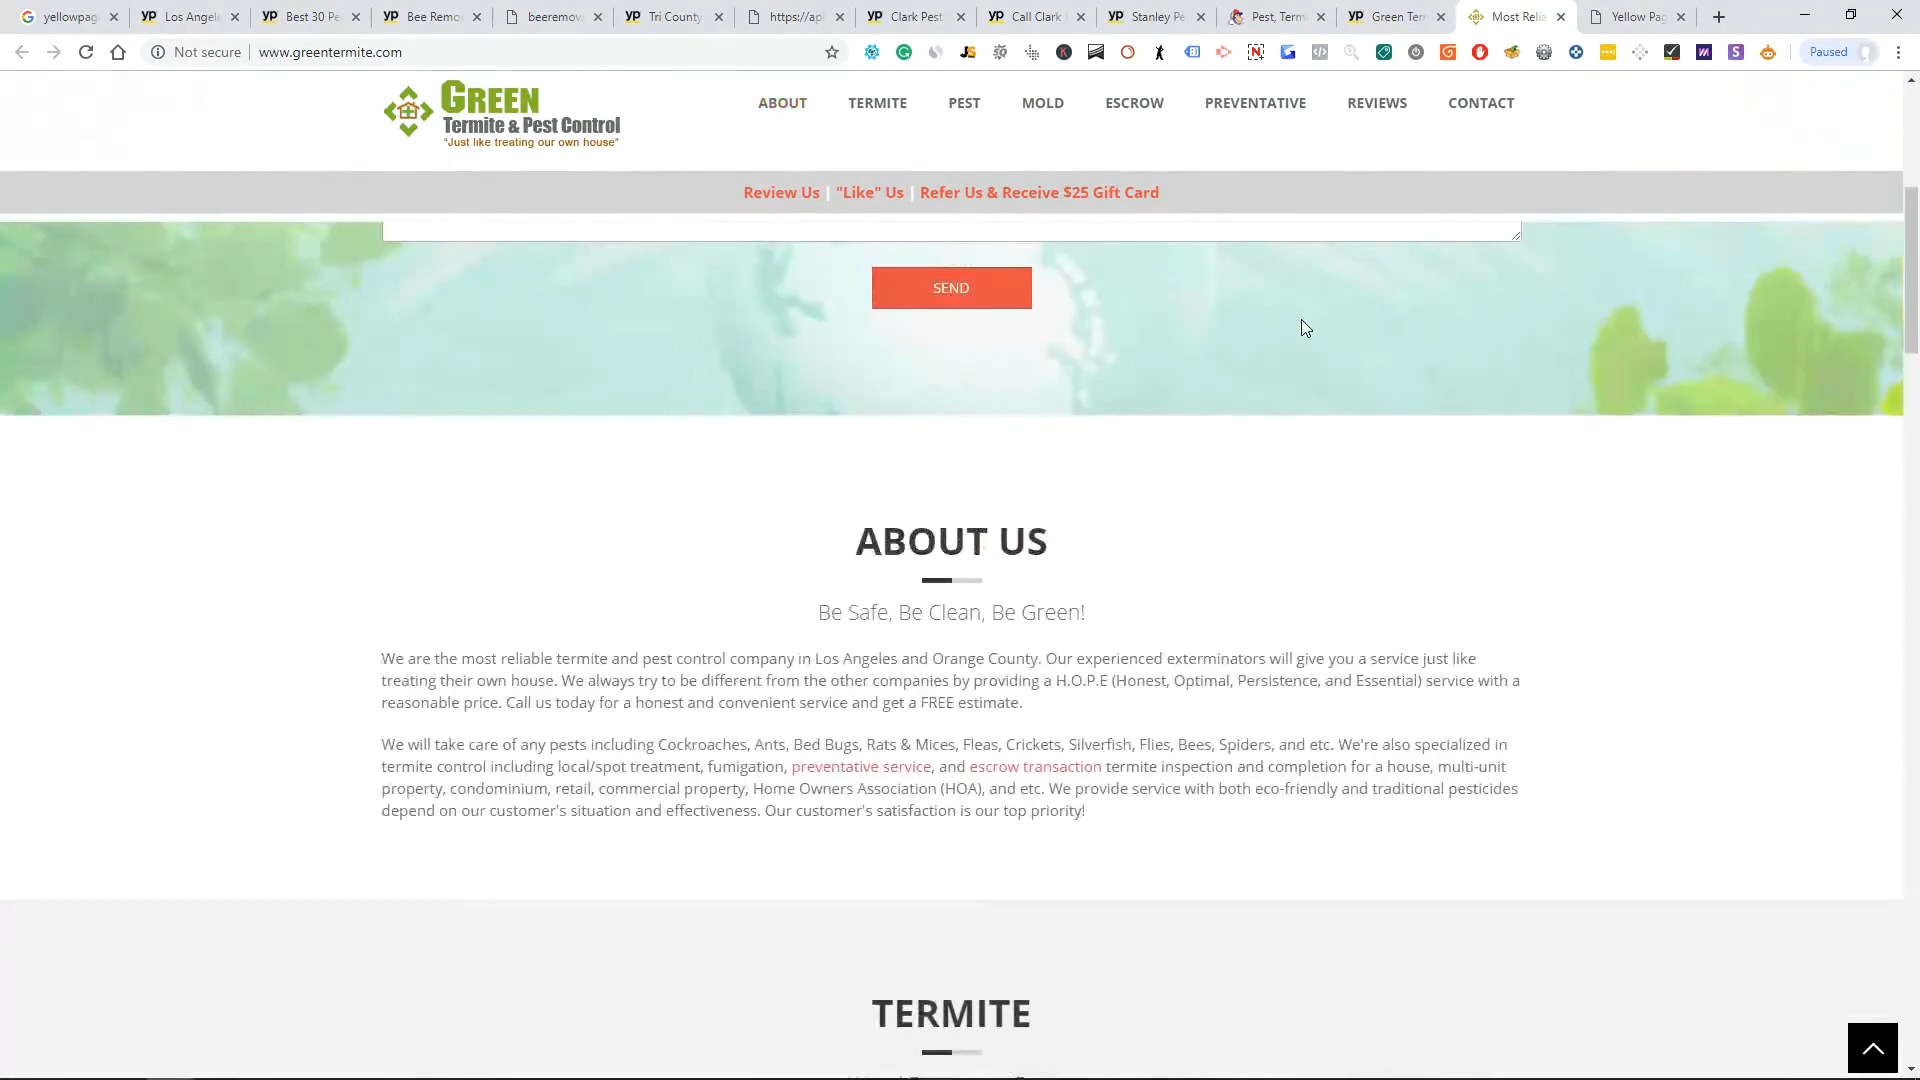 yellowpag
Los Angele
Best 30 Pe
Bee Remo
beeremov
Tri County
https://api
Clark Pest
Call Clark
Stanley Pe
Pest, Term
Green Ter
Most Relia
Yellow Pag
Not secure
www.greentermite.com
Paused
GREEN
Termite & Pest Control
"Just like treating our own house"
ABOUT TERMITE PEST MOLD ESCROW PREVENTATIVE REVIEWS CONTACT
Review Us | "Like" Us | Refer Us & Receive $25 Gift Card
SEND
ABOUT US
Be Safe, Be Clean, Be Green!
We are the most reliable termite and pest control company in Los Angeles and Orange County. Our experienced exterminators will give you a service just like
treating their own house. We always try to be different from the other companies by providing a H.O.P.E (Honest, Optimal, Persistence, and Essential) service with a
reasonable price. Call us today for a honest and convenient service and get a FREE estimate.
We will take care of any pests including Cockroaches, Ants, Bed Bugs, Rats & Mices, Fleas, Crickets, Silverfish, Flies, Bees, Spiders, and etc. We're also specialized in
termite control including local/spot treatment, fumigation, preventative service, and escrow transaction termite inspection and completion for a house, multi-unit
property, condominium, retail, commercial property, Home Owners Association (HOA), and etc. We provide service with both eco-friendly and traditional pesticides
depend on our customer's situation and effectiveness. Our customer's satisfaction is our top priority!
TERMITE